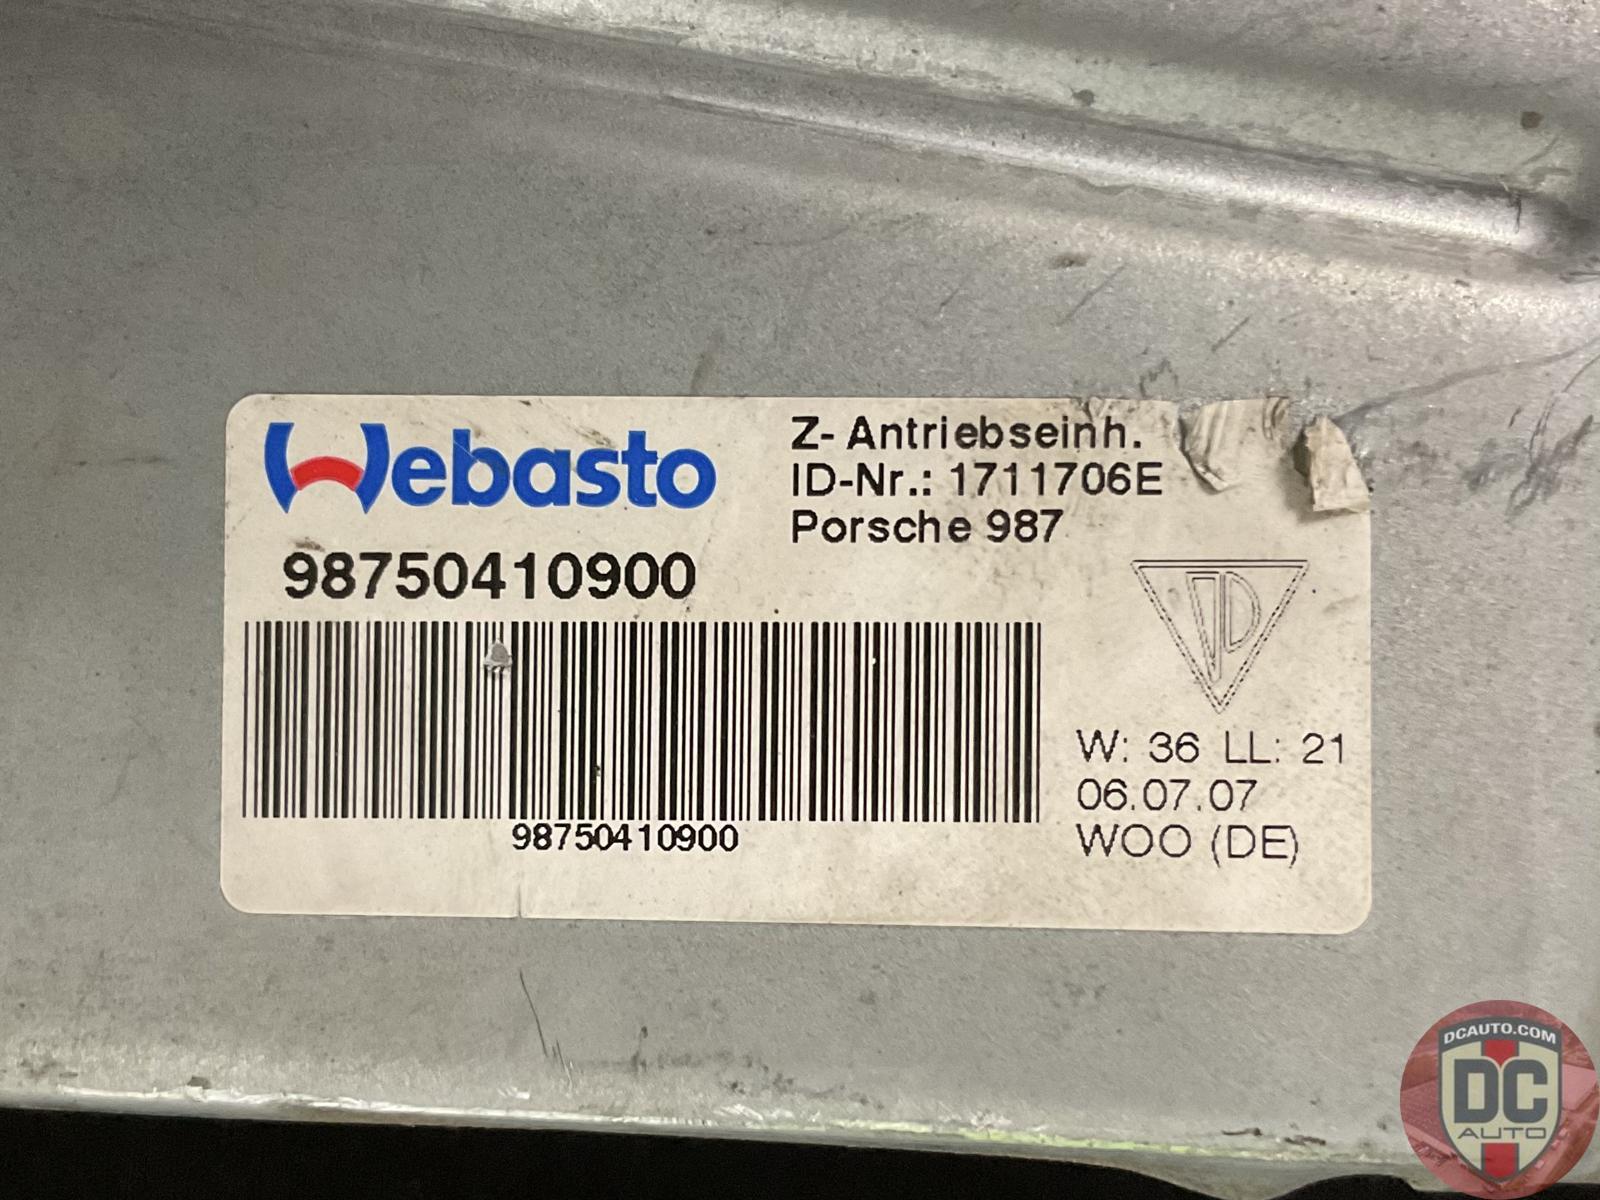 Webasto
Z- Antriebseinh.
ID-Nr.: 1711706E
Porsche 987
98750410900
98750410900
W: 36 LL: 21
06.07.07
WOO (DE)
DCAUTO.COM
DC
AUTO